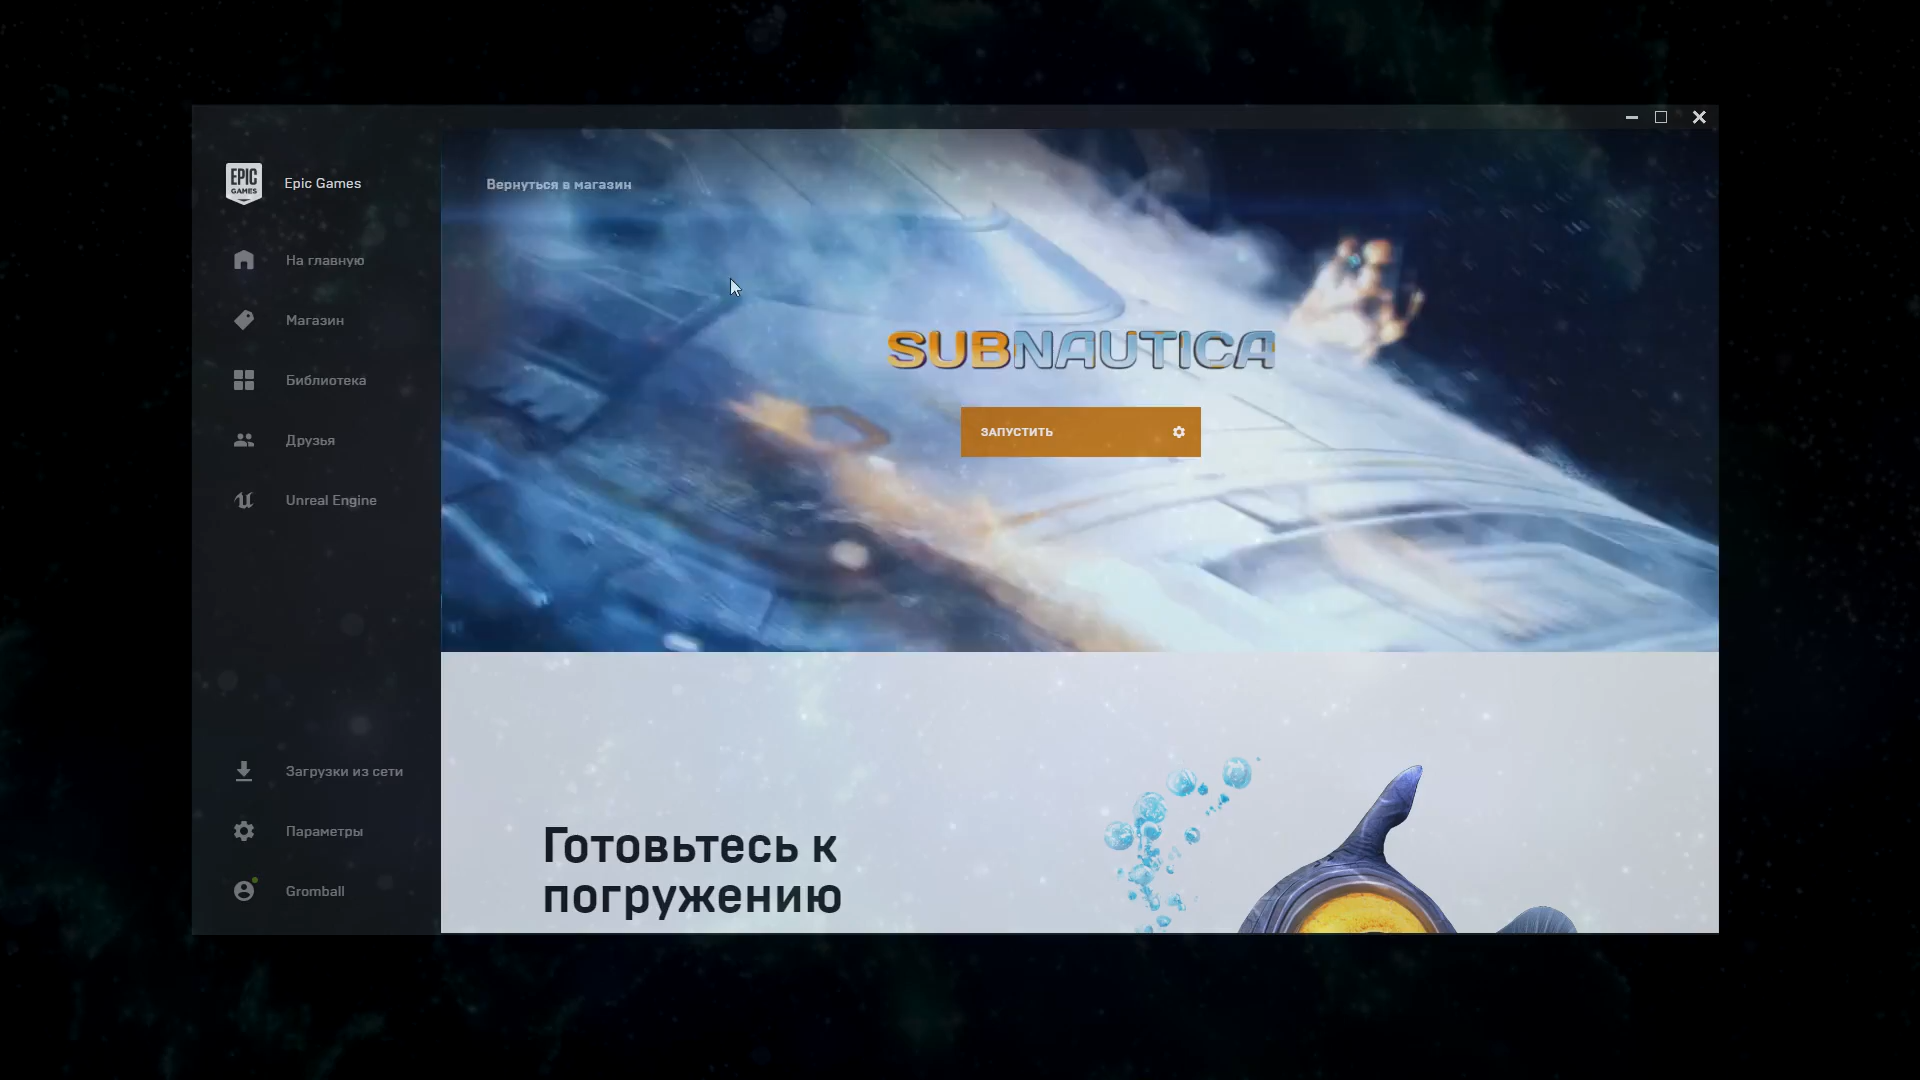 EPIC
GAMES
Epic Games
На главную
Магазин
Библиотека
Друзья
Unreal Engine
Загрузки из сети
Параметры
Gromball
Вернуться в магазин
SUBNAUTICA
ЗАПУСТИТЬ
Готовьтесь к
погружению